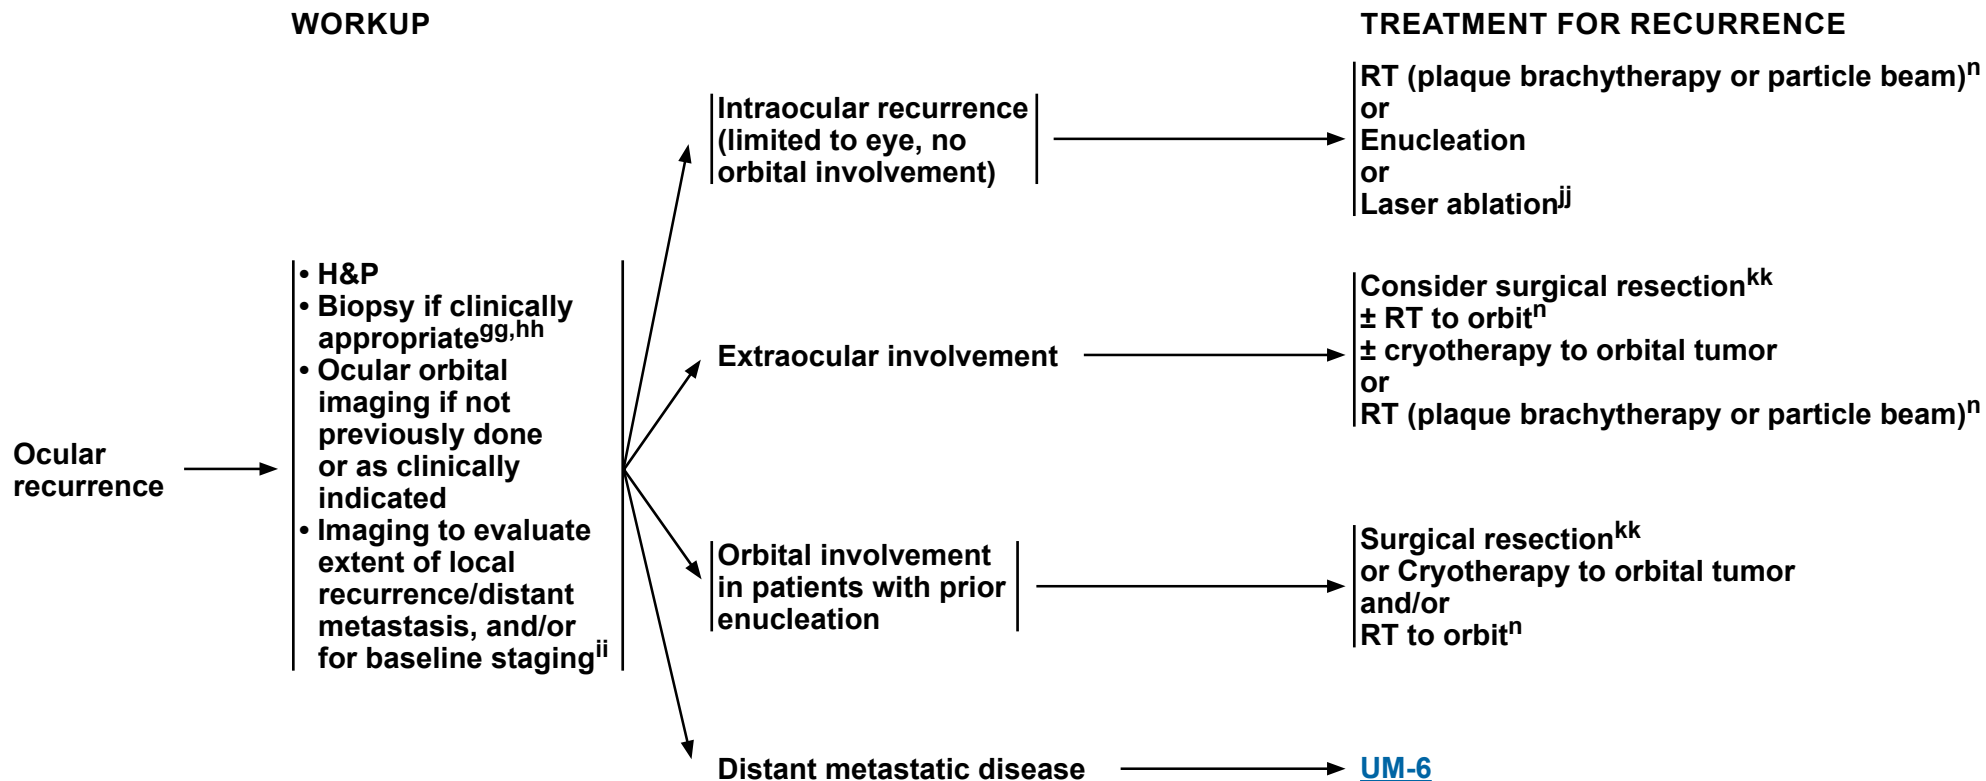 WORKUP
TREATMENT FOR RECURRENCE
Ocular
recurrence
• H&P
• Biopsy if clinically
appropriategg,hh
• Ocular orbital
imaging if not
previously done
or as clinically
indicated
• Imaging to evaluate
extent of local
recurrence/distant
metastasis, and/or
for baseline stagingii
Intraocular recurrence
(limited to eye, no
orbital involvement)
RT (plaque brachytherapy or particle beam)n
or
Enucleation
or
Laser ablationjj
Extraocular involvement
Consider surgical resectionkk
± RT to orbitn
± cryotherapy to orbital tumor
or
RT (plaque brachytherapy or particle beam)n
Orbital involvement
in patients with prior
enucleation
Surgical resectionkk
or Cryotherapy to orbital tumor
and/or
RT to orbitn
Distant metastatic disease
UM-6